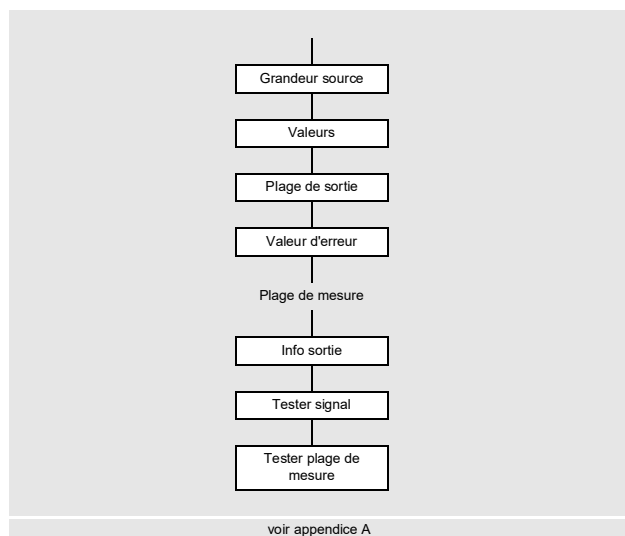 Grandeur source
Valeurs
Plage de sortie
Valeur d'erreur
Plage de mesure
Info sortie
Tester signal
Tester plage de
mesure
voir appendice A